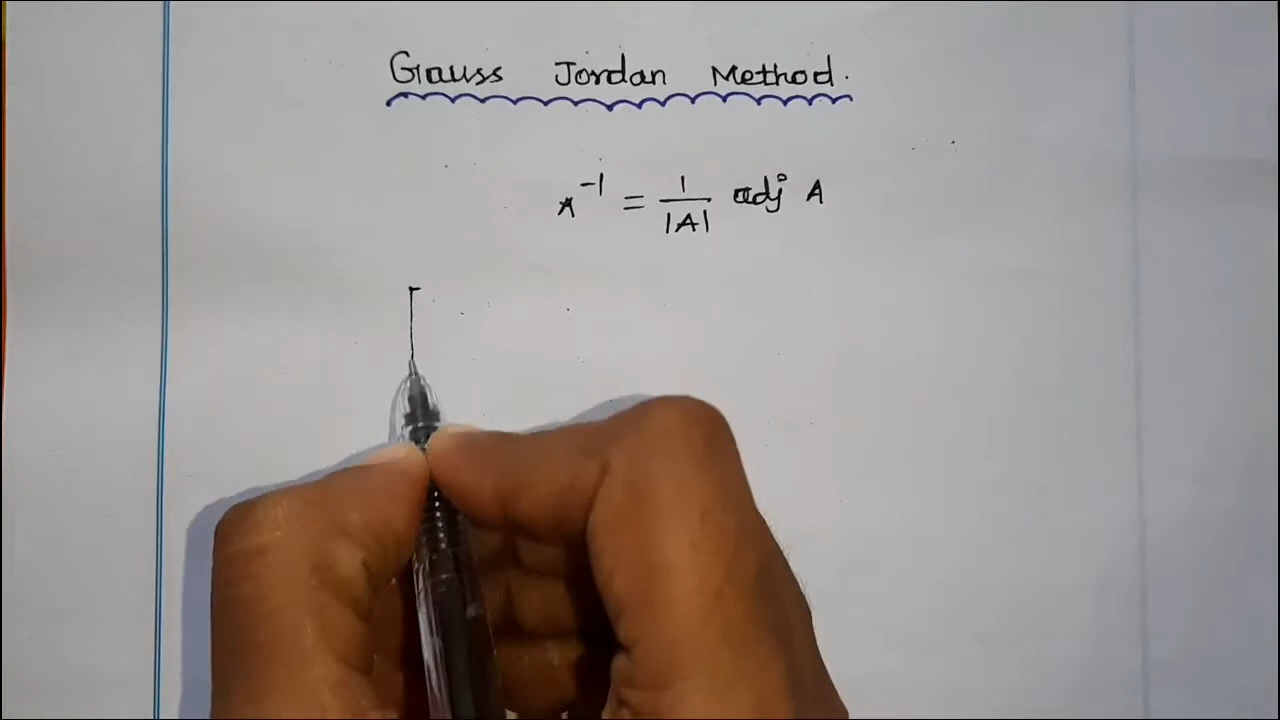 Gauss Jordan Method.
A⁻¹ = 1/|A| adj A